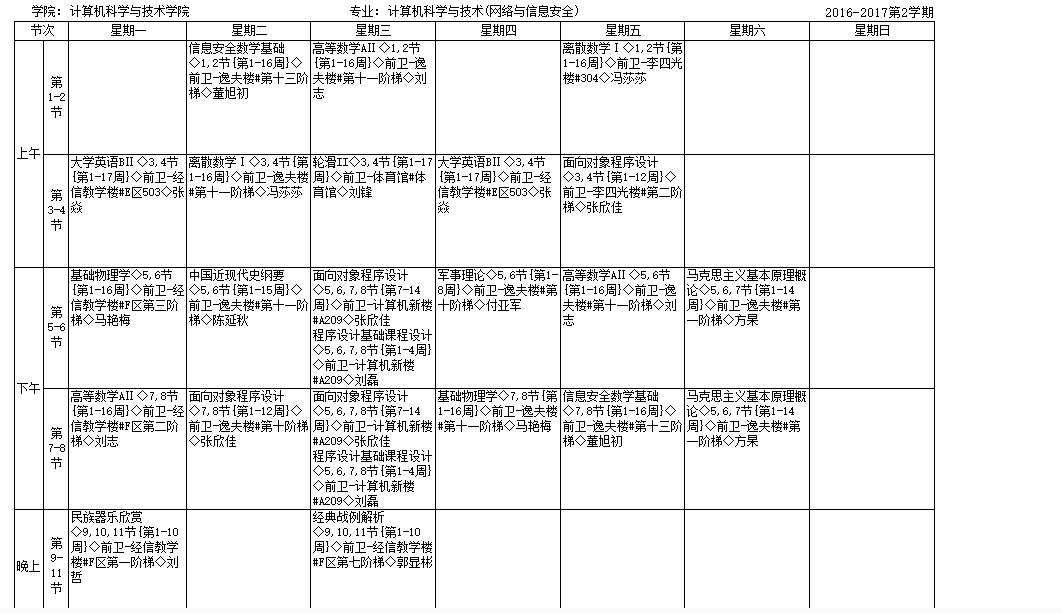 学院: 计算机科学与技术学院
专业: 计算机科学与技术(网络与信息安全)
2016-2017第2学期
节次
星期一
星期二
星期三
星期四
星期五
星期六
星期日
上午
第
1-2
节
信息安全数学基础
◇1,2节{第1-16周}◇
前卫-逸夫楼#第十三阶
梯◇董旭初
高等数学AⅡ◇1,2节
{第1-16周}◇前卫-逸
夫楼#第十一阶梯◇刘
志
离散数学Ⅰ◇1,2节{第
1-16周}◇前卫-李四光
楼#304◇冯莎莎
第
3-4
节
大学英语BⅡ◇3,4节
{第1-17周}◇前卫-经
信教学楼#E区503◇张
焱
离散数学Ⅰ◇3,4节{第
1-16周}◇前卫-逸夫楼
#第十一阶梯◇冯莎莎
轮滑II◇3,4节{第1-17
周}◇前卫-体育馆#体
育馆◇刘锋
大学英语BⅡ◇3,4节
{第1-17周}◇前卫-经
信教学楼#E区503◇张
焱
面向对象程序设计
◇3,4节{第1-12周}◇
前卫-李四光楼#第二阶
梯◇张欣佳
下午
第
5-6
节
基础物理学◇5,6节
{第1-16周}◇前卫-经
信教学楼#F区第三阶
梯◇马艳梅
中国近现代史纲要
◇5,6节{第1-15周}◇
前卫-逸夫楼#第十一阶
梯◇陈延秋
面向对象程序设计
◇5,6,7,8节{第7-14
周}◇前卫-计算机新楼
#A209◇张欣佳
程序设计基础课程设计
◇5,6,7,8节{第1-4周}
◇前卫-计算机新楼
#A209◇刘磊
军事理论◇5,6节{第1-
8周}◇前卫-逸夫楼#第
十阶梯◇付亚军
高等数学AⅡ◇5,6节
{第1-16周}◇前卫-逸
夫楼#第十一阶梯◇刘
志
马克思主义基本原理概
论◇5,6,7节{第1-14
周}◇前卫-逸夫楼#第
一阶梯◇方杲
第
7-8
节
高等数学AⅡ◇7,8节
{第1-16周}◇前卫-经
信教学楼#F区第二阶
梯◇刘志
面向对象程序设计
◇7,8节{第1-12周}◇
前卫-逸夫楼#第十阶梯
◇张欣佳
面向对象程序设计
◇5,6,7,8节{第7-14
周}◇前卫-计算机新楼
#A209◇张欣佳
程序设计基础课程设计
◇5,6,7,8节{第1-4周}
◇前卫-计算机新楼
#A209◇刘磊
基础物理学◇7,8节{第
1-16周}◇前卫-逸夫楼
#第十一阶梯◇马艳梅
信息安全数学基础
◇7,8节{第1-16周}◇
前卫-逸夫楼#第十三阶
梯◇董旭初
马克思主义基本原理概
论◇5,6,7节{第1-14
周}◇前卫-逸夫楼#第
一阶梯◇方杲
晚上
第
9-
11
节
民族器乐欣赏
◇9,10,11节{第1-10
周}◇前卫-经信教学
楼#F区第一阶梯◇刘
哲
经典战例解析
◇9,10,11节{第1-10
周}◇前卫-经信教学楼
#F区第七阶梯◇郭显彬